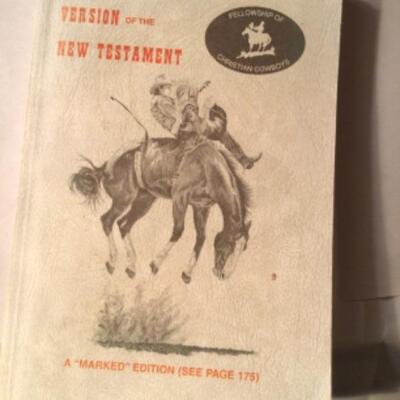 VERSION OF THE
NEW TESTAMENT
FELLOWSHIP OF
CHRISTIAN COWBOYS
A "MARKED" EDITION (SEE PAGE 175)